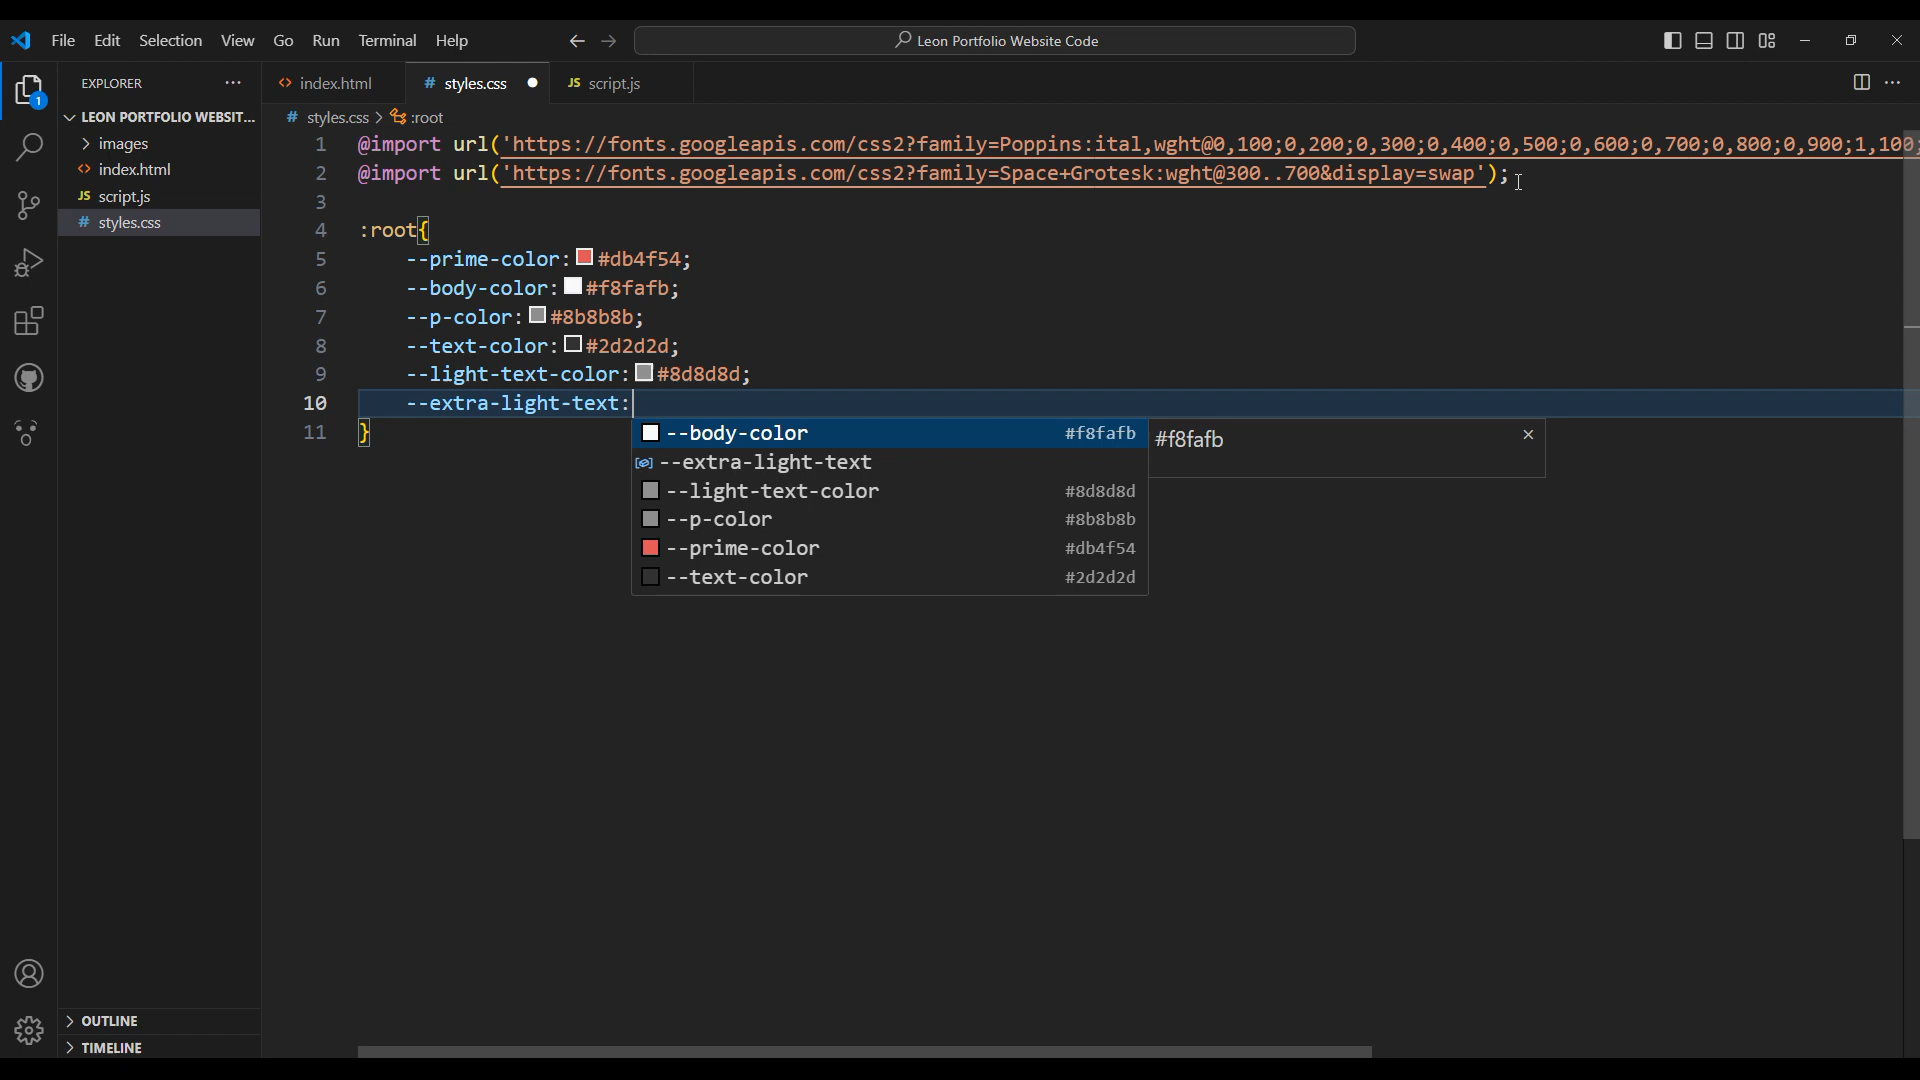 File Edit Selection View Go Run Terminal Help
Leon Portfolio Website Code
EXPLORER
index.html
styles.css
JS script.js
1
LEON PORTFOLIO WEBSIT...
images
index.html
JS script.js
# styles.css
# styles.css > :root
1 @import url('https://fonts.googleapis.com/css2?family=Poppins:ital,wght@0,100;0,200;0,300;0,400;0,500;0,600;0,700;0,800;0,900;1,100;
2 @import url('https://fonts.googleapis.com/css2?family=Space+Grotesk:wght@300..700&display=swap');
3
4 :root{
5 --prime-color:#db4f54;
6 --body-color:#f8fafb;
7 --p-color:#8b8b8b;
8 --text-color:#2d2d2d;
9 --light-text-color:#8d8d8d;
10 --extra-light-text:
11 }
--body-color #f8fafb
#f8fafb
--extra-light-text
--light-text-color #8d8d8d
--p-color #8b8b8b
--prime-color #db4f54
--text-color #2d2d2d
OUTLINE
TIMELINE